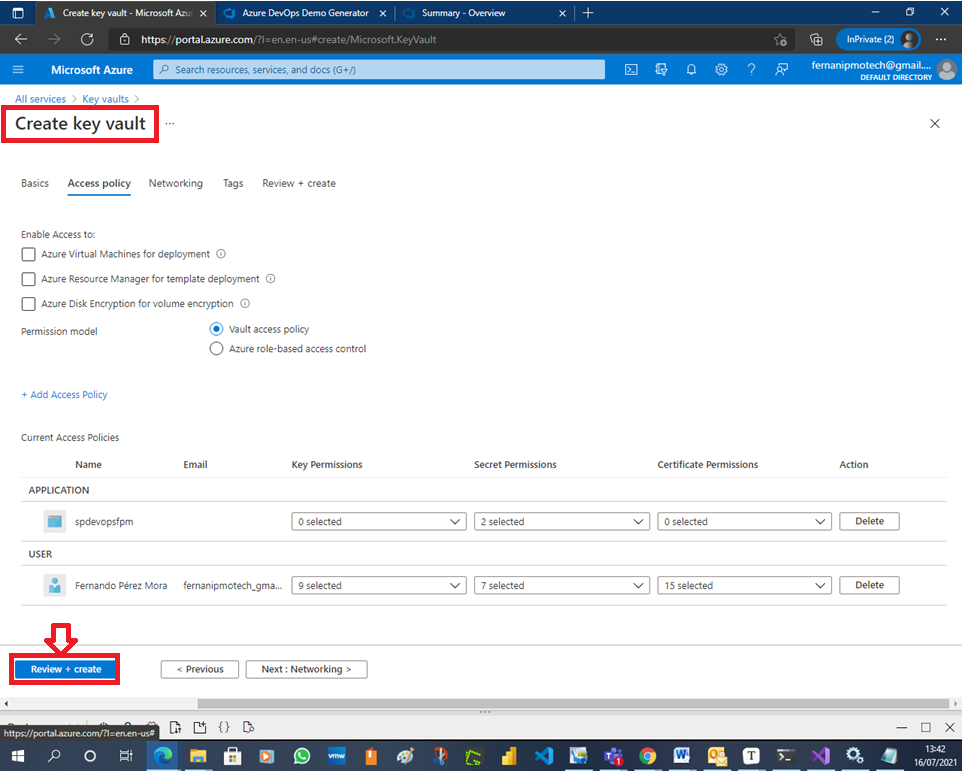 Create key vault - Microsoft Azu
Azure DevOps Demo Generator
Summary - Overview
https://portal.azure.com/?l=en.en-us#create/Microsoft.KeyVault
InPrivate (2)
Microsoft Azure
Search resources, services, and docs (G+/)
fernanipmotech@gmail....
DEFAULT DIRECTORY
All services > Key vaults >
Create key vault ...
Basics Access policy Networking Tags Review + create
Enable Access to:
Azure Virtual Machines for deployment
Azure Resource Manager for template deployment
Azure Disk Encryption for volume encryption
Permission model
Vault access policy
Azure role-based access control
+ Add Access Policy
Current Access Policies
Name Email Key Permissions Secret Permissions Certificate Permissions Action
APPLICATION
spdevopsfpm 0 selected 2 selected 0 selected Delete
USER
Fernando Pérez Mora fernanipmotech_gma... 9 selected 7 selected 15 selected Delete
Review + create < Previous Next : Networking >
https://portal.azure.com/?l=en.en-us#
13:42
16/07/2021